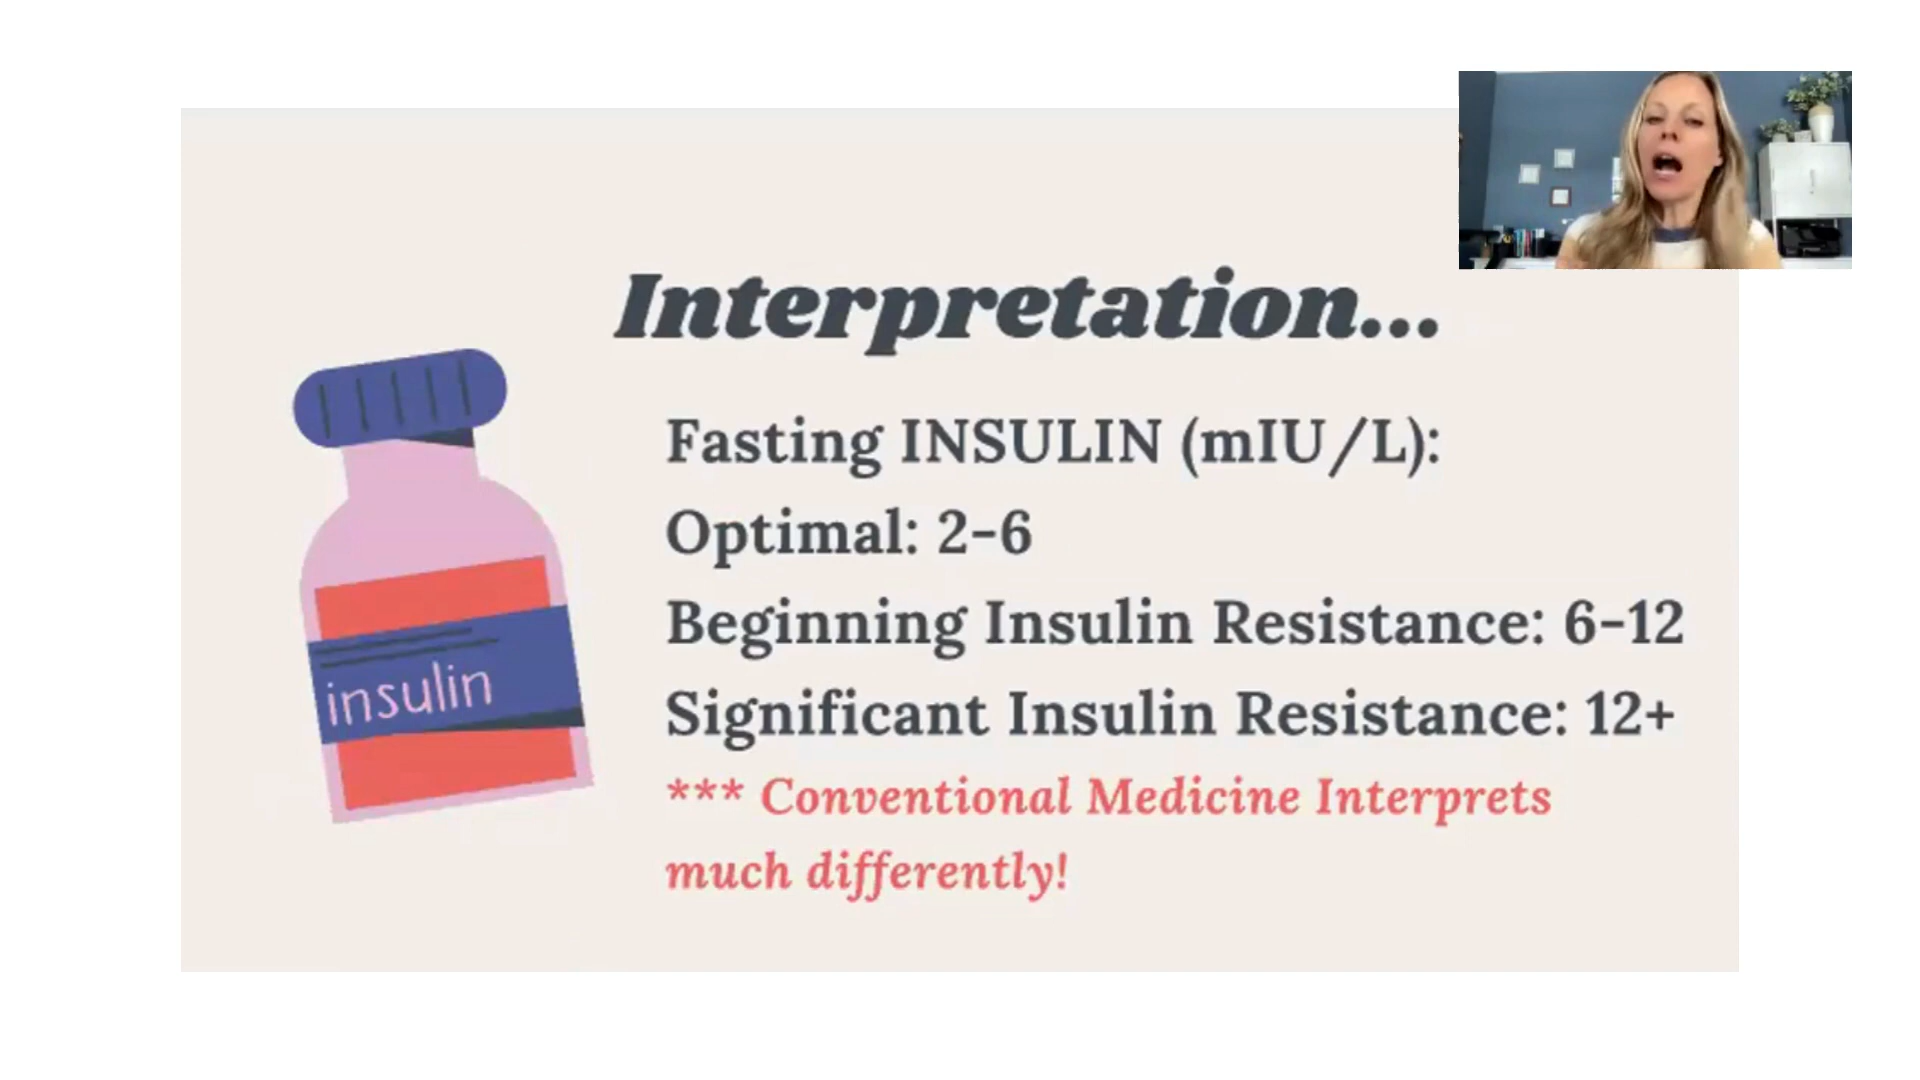 Interpretation...
Fasting INSULIN (mIU/L):
Optimal: 2-6
Beginning Insulin Resistance: 6-12
Significant Insulin Resistance: 12+
*** Conventional Medicine Interprets
much differently!
insulin